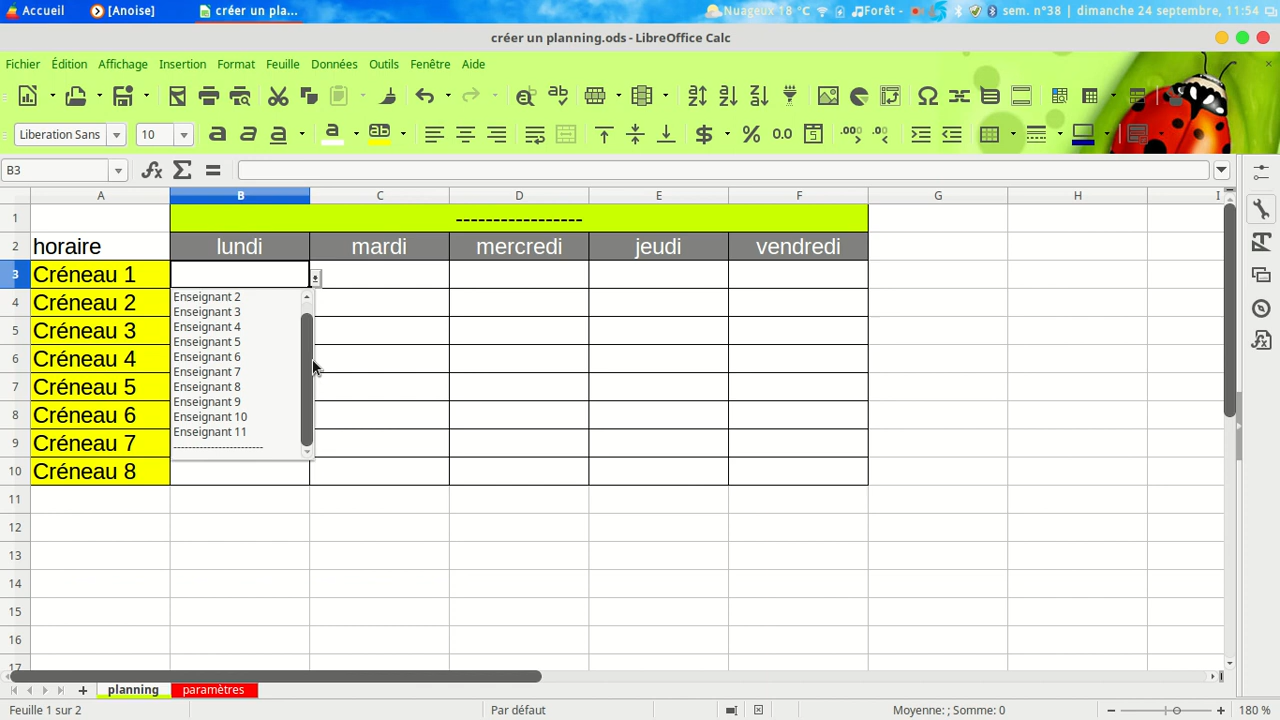 Accueil [Anoise] créer un pla... Nuageux 18 °C ♫Forêt - sem. n°38 | dimanche 24 septembre, 11:54
créer un planning.ods - LibreOffice Calc
Fichier Édition Affichage Insertion Format Feuille Données Outils Fenêtre Aide
Liberation Sans 10
B3
A B C D E F G H I
1 -----------------
2 horaire lundi mardi mercredi jeudi vendredi
3 Créneau 1
4 Créneau 2
5 Créneau 3
6 Créneau 4
7 Créneau 5
8 Créneau 6
9 Créneau 7
10 Créneau 8
Enseignant 2
Enseignant 3
Enseignant 4
Enseignant 5
Enseignant 6
Enseignant 7
Enseignant 8
Enseignant 9
Enseignant 10
Enseignant 11
------------------------
11
12
13
14
15
16
17
planning paramètres
Feuille 1 sur 2 Par défaut Moyenne: ; Somme: 0 180 %